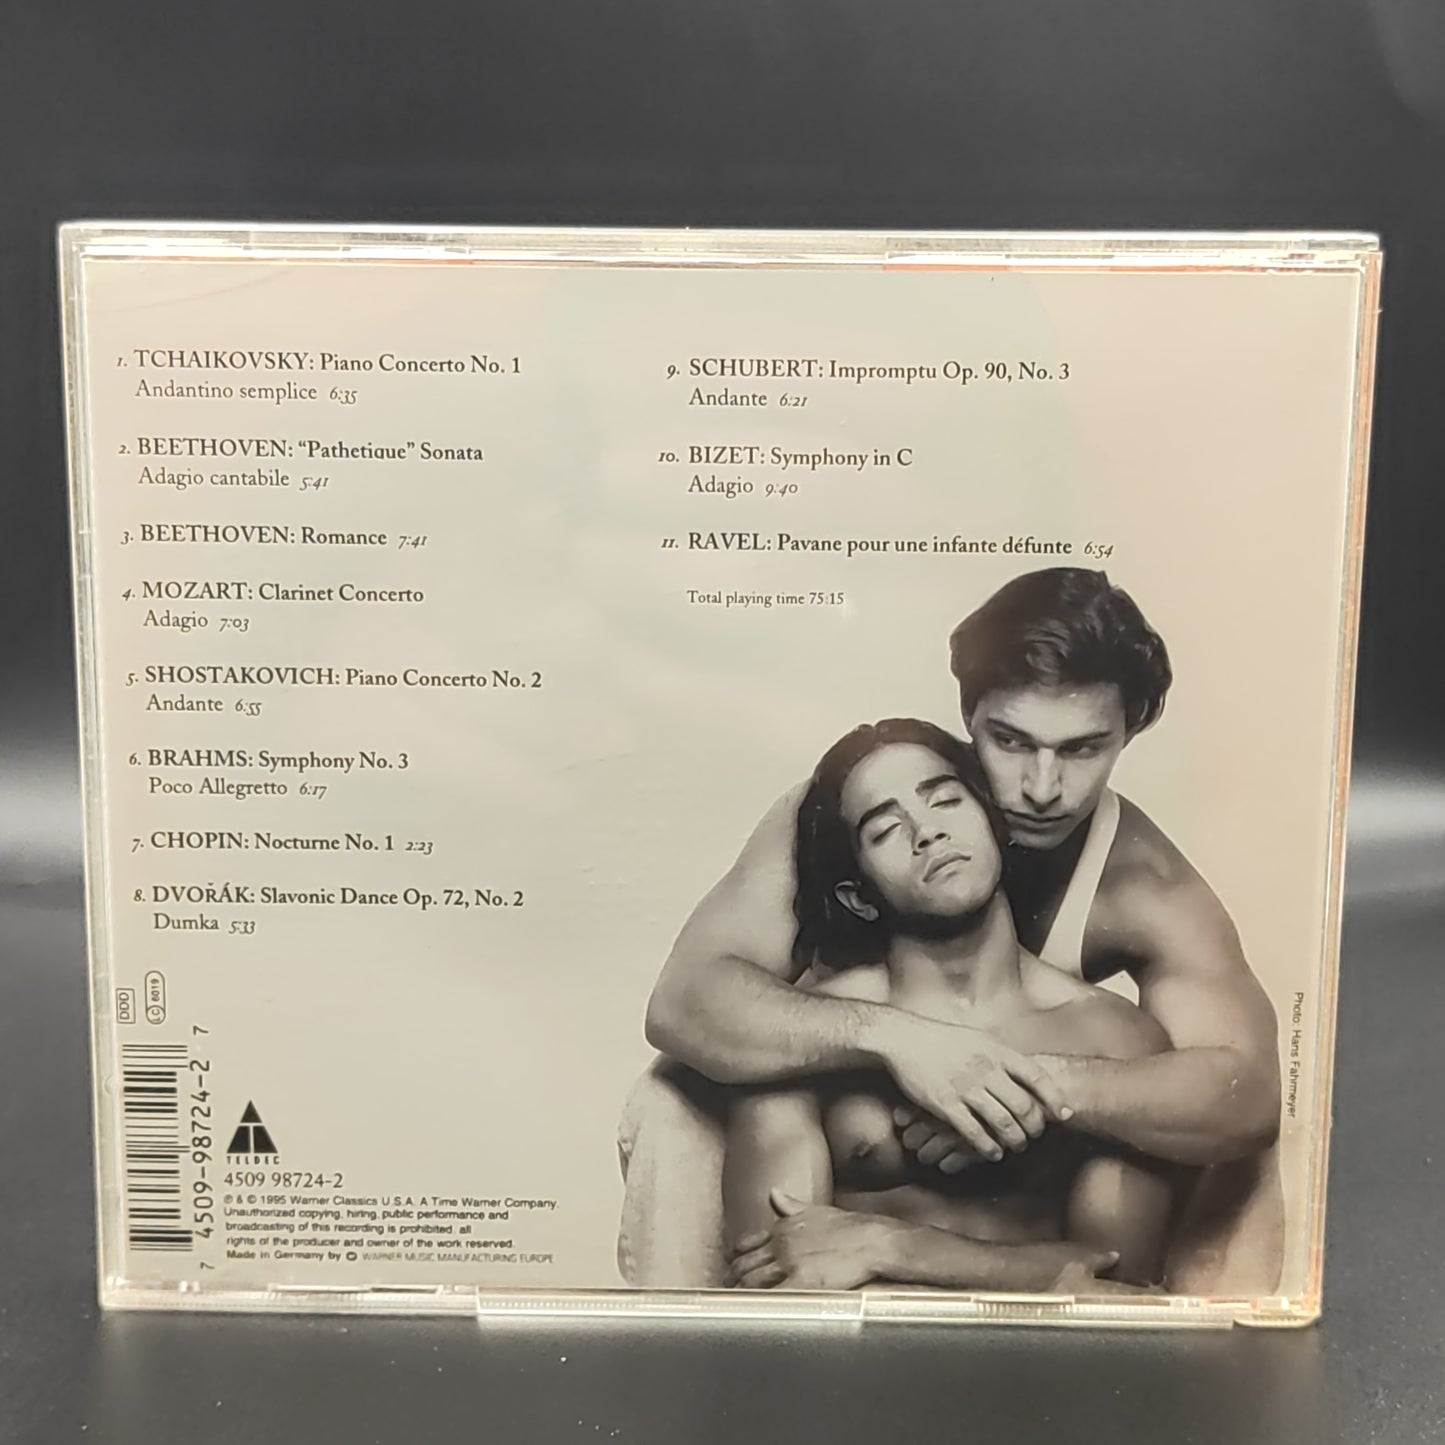 1. TCHAIKOVSKY: Piano Concerto No. 1
Andantino semplice 6:35
2. BEETHOVEN: “Pathetique” Sonata
Adagio cantabile 5:41
3. BEETHOVEN: Romance 7:41
4. MOZART: Clarinet Concerto
Adagio 7:03
5. SHOSTAKOVICH: Piano Concerto No. 2
Andante 6:55
6. BRAHMS: Symphony No. 3
Poco Allegretto 6:17
7. CHOPIN: Nocturne No. 1 2:23
8. DVOŘÁK: Slavonic Dance Op. 72, No. 2
Dumka 5:33
9. SCHUBERT: Impromptu Op. 90, No. 3
Andante 6:21
10. BIZET: Symphony in C
Adagio 9:40
11. RAVEL: Pavane pour une infante défunte 6:54
Total playing time 75:15
DDD
LC 6019
7 4509-98724-2 7
TELDEC
4509 98724-2
℗ & © 1995 Warner Classics U.S.A. A Time Warner Company.
Unauthorized copying, hiring, public performance and
broadcasting of this recording is prohibited, all
rights of the producer and owner of the work reserved.
Made in Germany by WARNER MUSIC MANUFACTURING EUROPE
Photo: Hans Fahrmeyer